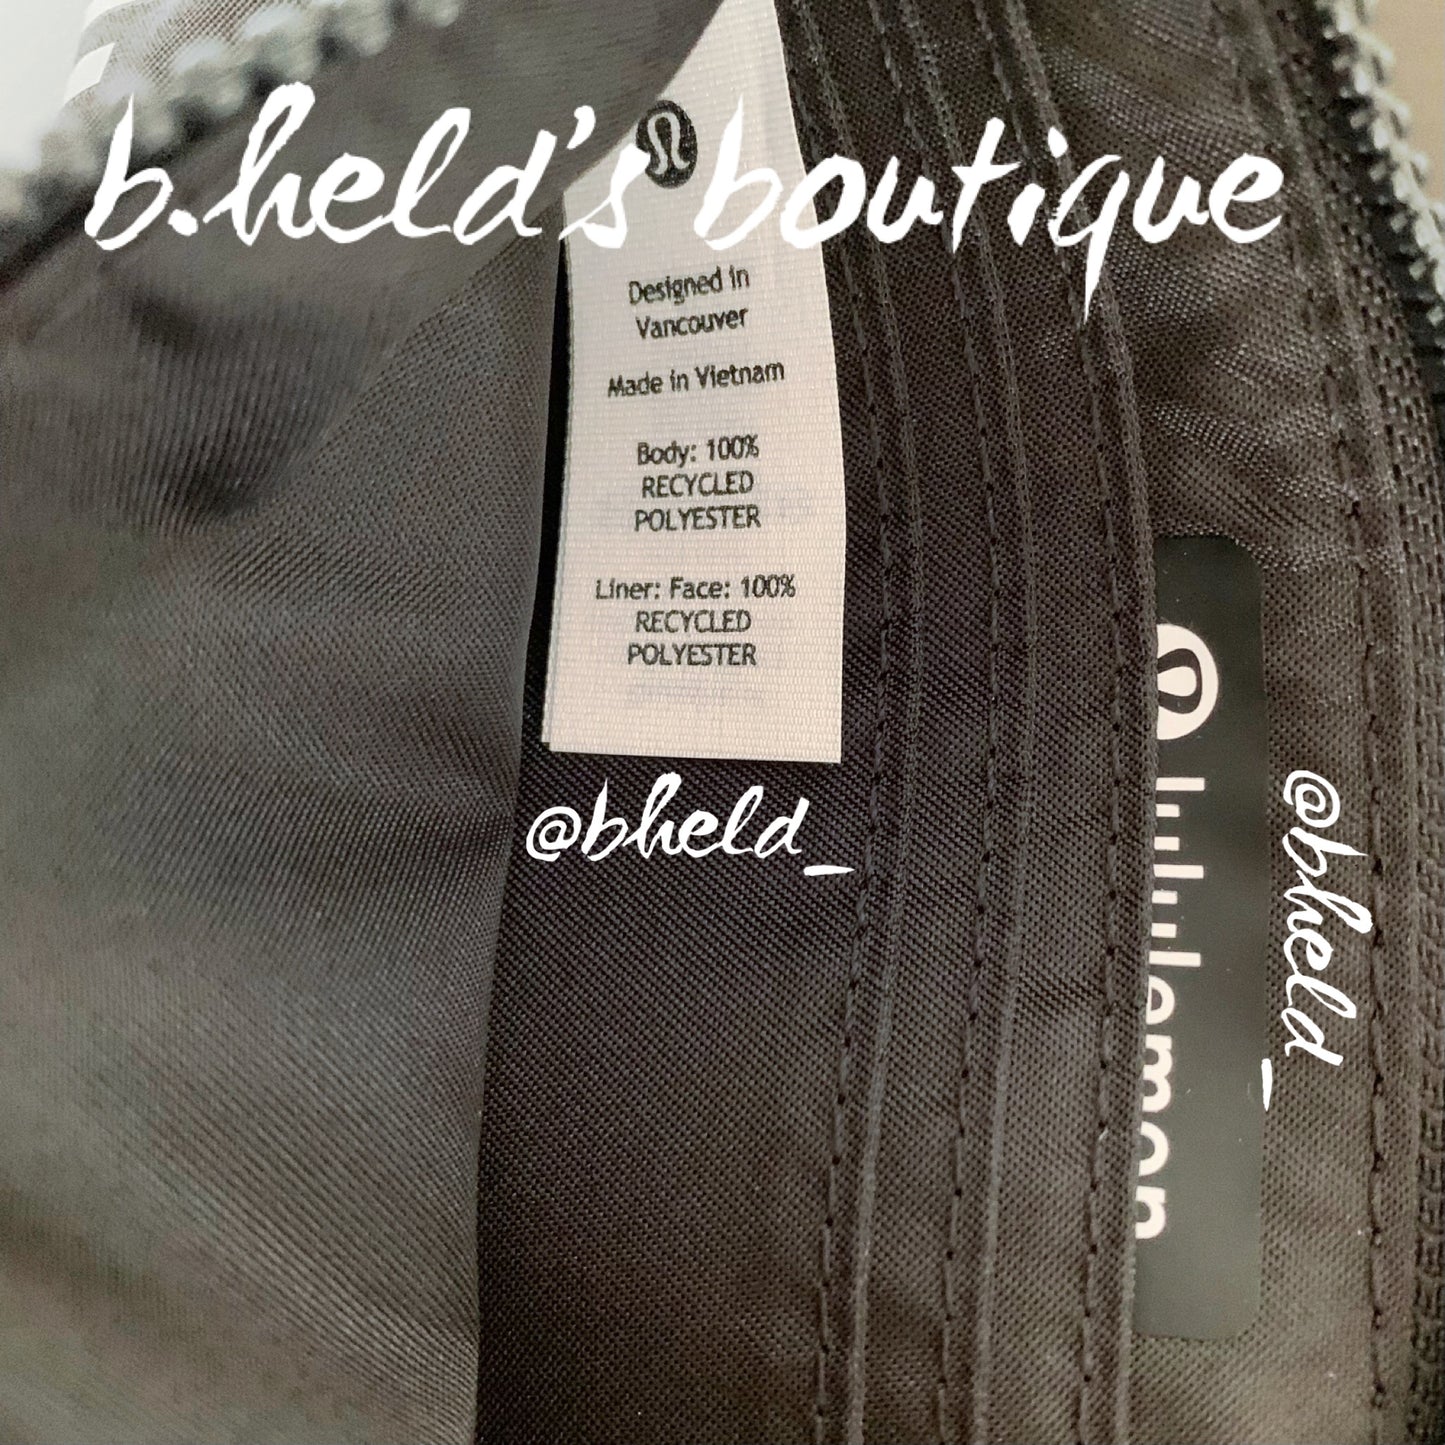 b.held's boutique
Designed in
Vancouver
Made in Vietnam
Body: 100%
RECYCLED
POLYESTER
Liner: Face: 100%
RECYCLED
POLYESTER
@bheld_
lululemon
@bheld_